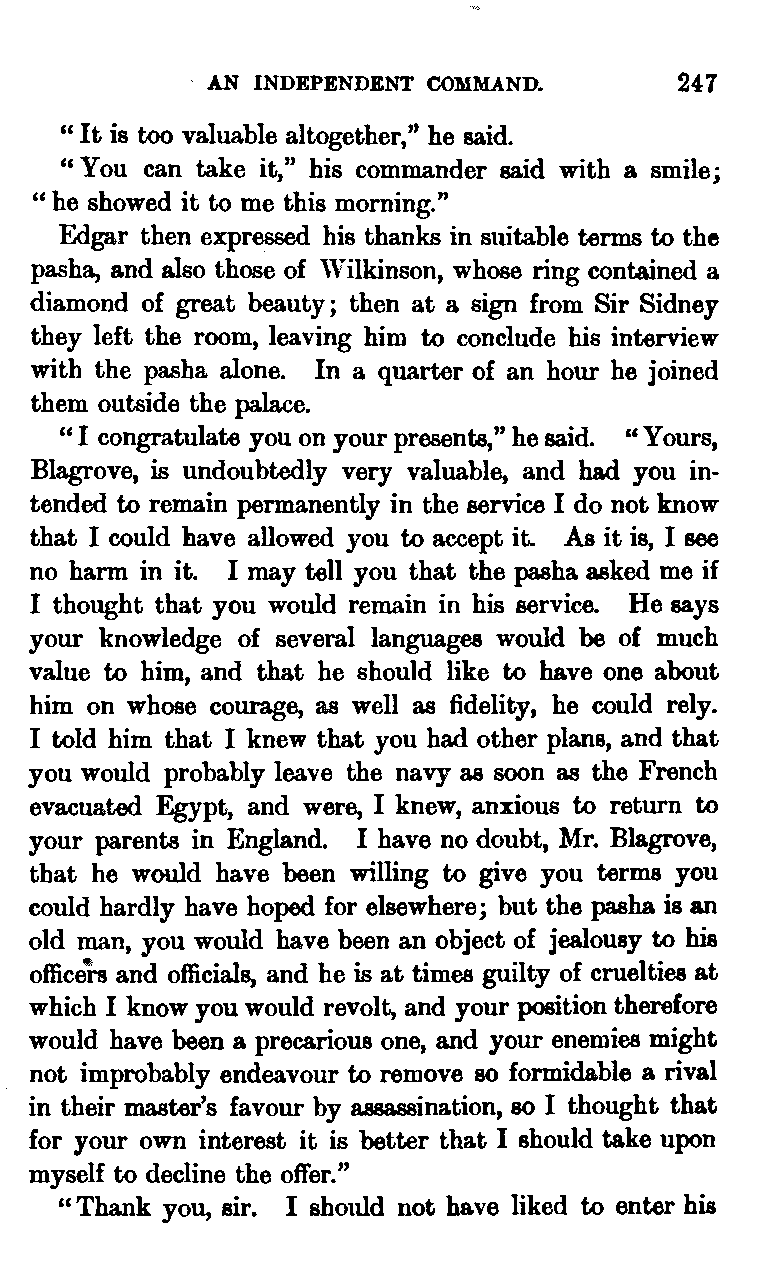 AN INDEPENDENT COMMAND. 247
“It is too valuable altogether,” he said.
“You can take it,” his commander said with a smile;
“he showed it to me this morning.”
Edgar then expressed his thanks in suitable terms to the
pasha, and also those of Wilkinson, whose ring contained a
diamond of great beauty; then at a sign from Sir Sidney
they left the room, leaving him to conclude his interview
with the pasha alone. In a quarter of an hour he joined
them outside the palace.
“I congratulate you on your presents,” he said. “Yours,
Blagrove, is undoubtedly very valuable, and had you in-
tended to remain permanently in the service I do not know
that I could have allowed you to accept it. As it is, I see
no harm in it. I may tell you that the pasha asked me if
I thought that you would remain in his service. He says
your knowledge of several languages would be of much
value to him, and that he should like to have one about
him on whose courage, as well as fidelity, he could rely.
I told him that I knew that you had other plans, and that
you would probably leave the navy as soon as the French
evacuated Egypt, and were, I knew, anxious to return to
your parents in England. I have no doubt, Mr. Blagrove,
that he would have been willing to give you terms you
could hardly have hoped for elsewhere; but the pasha is an
old man, you would have been an object of jealousy to his
officers and officials, and he is at times guilty of cruelties at
which I know you would revolt, and your position therefore
would have been a precarious one, and your enemies might
not improbably endeavour to remove so formidable a rival
in their master’s favour by assassination, so I thought that
for your own interest it is better that I should take upon
myself to decline the offer.”
“Thank you, sir. I should not have liked to enter his